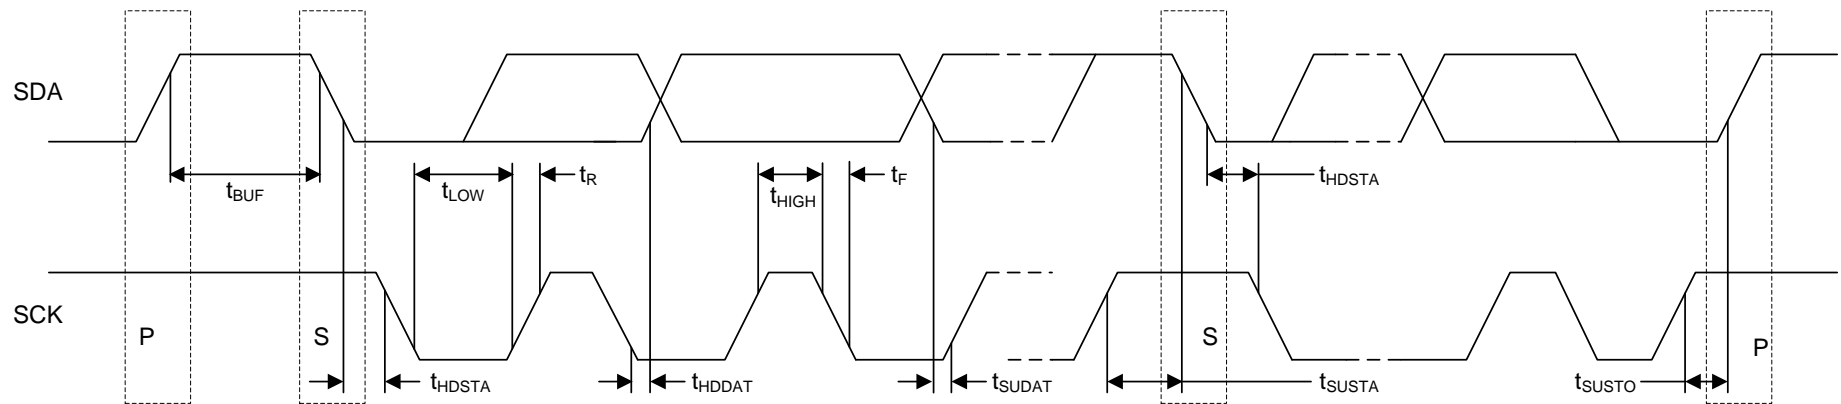 SDA
tBUF
tLOW
tR
tHIGH
tF
tHDSTA
SCK
P
S
S
P
tHDSTA
tHDDAT
tSUDAT
tSUSTA
tSUSTO